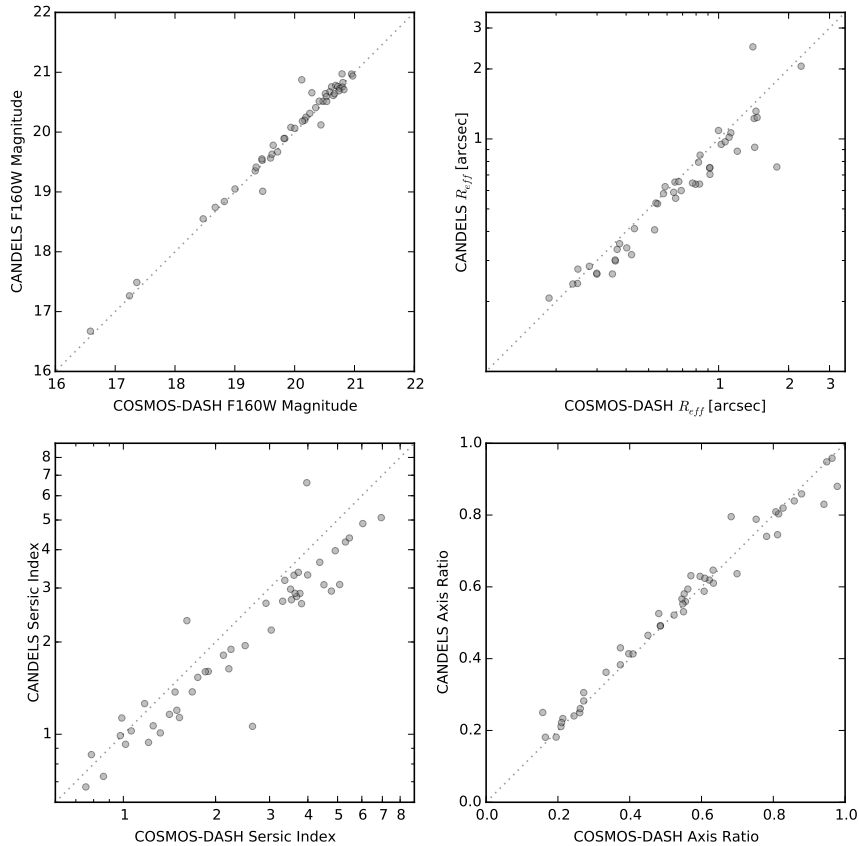 22
21
20
19
18
17
16
CANDELS F160W Magnitude
16 17 18 19 20 21 22
COSMOS-DASH F160W Magnitude
3
2
1
CANDELS R_eff [arcsec]
1 2 3
COSMOS-DASH R_eff [arcsec]
8
7
6
5
4
3
2
1
CANDELS Sersic Index
1 2 3 4 5 6 7 8
COSMOS-DASH Sersic Index
1.0
0.8
0.6
0.4
0.2
0.0
CANDELS Axis Ratio
0.0 0.2 0.4 0.6 0.8 1.0
COSMOS-DASH Axis Ratio